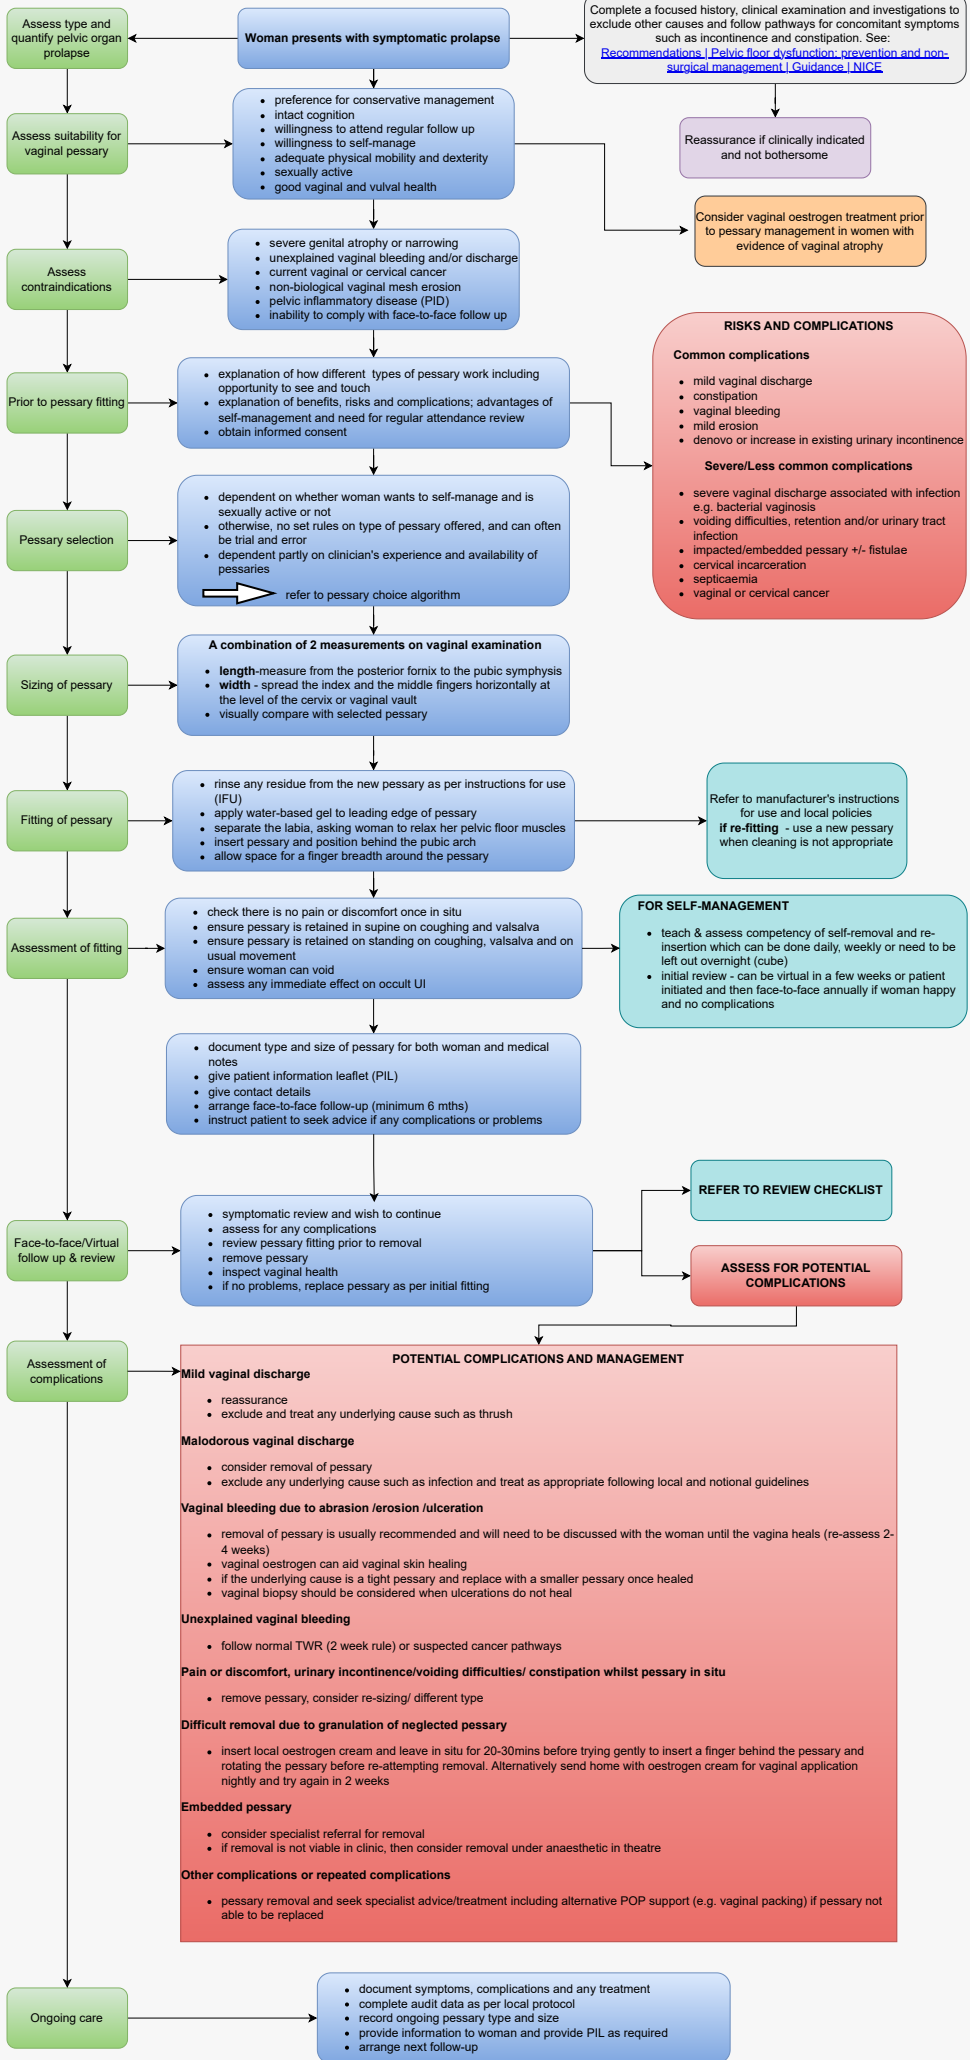 Assess type and
quantify pelvic organ
prolapse
Woman presents with symptomatic prolapse
Complete a focused history, clinical examination and investigations to
exclude other causes and follow pathways for concomitant symptoms
such as incontinence and constipation. See:
Recommendations | Pelvic floor dysfunction: prevention and non-
surgical management | Guidance | NICE
Reassurance if clinically indicated
and not bothersome
Assess suitability for
vaginal pessary
• preference for conservative management
• intact cognition
• willingness to attend regular follow up
• willingness to self-manage
• adequate physical mobility and dexterity
• sexually active
• good vaginal and vulval health
Consider vaginal oestrogen treatment prior
to pessary management in women with
evidence of vaginal atrophy
Assess
contraindications
• severe genital atrophy or narrowing
• unexplained vaginal bleeding and/or discharge
• current vaginal or cervical cancer
• non-biological vaginal mesh erosion
• pelvic inflammatory disease (PID)
• inability to comply with face-to-face follow up
Prior to pessary fitting
• explanation of how different types of pessary work including
opportunity to see and touch
• explanation of benefits, risks and complications; advantages of
self-management and need for regular attendance review
• obtain informed consent
RISKS AND COMPLICATIONS
Common complications
• mild vaginal discharge
• constipation
• vaginal bleeding
• mild erosion
• denovo or increase in existing urinary incontinence
Severe/Less common complications
• severe vaginal discharge associated with infection
e.g. bacterial vaginosis
• voiding difficulties, retention and/or urinary tract
infection
• impacted/embedded pessary +/- fistulae
• cervical incarceration
• septicaemia
• vaginal or cervical cancer
Pessary selection
• dependent on whether woman wants to self-manage and is
sexually active or not
• otherwise, no set rules on type of pessary offered, and can often
be trial and error
• dependent partly on clinician's experience and availability of
pessaries
refer to pessary choice algorithm
Sizing of pessary
A combination of 2 measurements on vaginal examination
• length-measure from the posterior fornix to the pubic symphysis
• width - spread the index and the middle fingers horizontally at
the level of the cervix or vaginal vault
• visually compare with selected pessary
Fitting of pessary
• rinse any residue from the new pessary as per instructions for use
(IFU)
• apply water-based gel to leading edge of pessary
• separate the labia, asking woman to relax her pelvic floor muscles
• insert pessary and position behind the pubic arch
• allow space for a finger breadth around the pessary
Refer to manufacturer's instructions
for use and local policies
if re-fitting - use a new pessary
when cleaning is not appropriate
Assessment of fitting
• check there is no pain or discomfort once in situ
• ensure pessary is retained in supine on coughing and valsalva
• ensure pessary is retained on standing on coughing, valsalva and on
usual movement
• ensure woman can void
• assess any immediate effect on occult UI
FOR SELF-MANAGEMENT
• teach & assess competency of self-removal and re-
insertion which can be done daily, weekly or need to be
left out overnight (cube)
• initial review - can be virtual in a few weeks or patient
initiated and then face-to-face annually if woman happy
and no complications
• document type and size of pessary for both woman and medical
notes
• give patient information leaflet (PIL)
• give contact details
• arrange face-to-face follow-up (minimum 6 mths)
• instruct patient to seek advice if any complications or problems
Face-to-face/Virtual
follow up & review
• symptomatic review and wish to continue
• assess for any complications
• review pessary fitting prior to removal
• remove pessary
• inspect vaginal health
• if no problems, replace pessary as per initial fitting
REFER TO REVIEW CHECKLIST
ASSESS FOR POTENTIAL
COMPLICATIONS
Assessment of
complications
POTENTIAL COMPLICATIONS AND MANAGEMENT
Mild vaginal discharge
• reassurance
• exclude and treat any underlying cause such as thrush
Malodorous vaginal discharge
• consider removal of pessary
• exclude any underlying cause such as infection and treat as appropriate following local and notional guidelines
Vaginal bleeding due to abrasion /erosion /ulceration
• removal of pessary is usually recommended and will need to be discussed with the woman until the vagina heals (re-assess 2-
4 weeks)
• vaginal oestrogen can aid vaginal skin healing
• if the underlying cause is a tight pessary and replace with a smaller pessary once healed
• vaginal biopsy should be considered when ulcerations do not heal
Unexplained vaginal bleeding
• follow normal TWR (2 week rule) or suspected cancer pathways
Pain or discomfort, urinary incontinence/voiding difficulties/ constipation whilst pessary in situ
• remove pessary, consider re-sizing/ different type
Difficult removal due to granulation of neglected pessary
• insert local oestrogen cream and leave in situ for 20-30mins before trying gently to insert a finger behind the pessary and
rotating the pessary before re-attempting removal. Alternatively send home with oestrogen cream for vaginal application
nightly and try again in 2 weeks
Embedded pessary
• consider specialist referral for removal
• if removal is not viable in clinic, then consider removal under anaesthetic in theatre
Other complications or repeated complications
• pessary removal and seek specialist advice/treatment including alternative POP support (e.g. vaginal packing) if pessary not
able to be replaced
Ongoing care
• document symptoms, complications and any treatment
• complete audit data as per local protocol
• record ongoing pessary type and size
• provide information to woman and provide PIL as required
• arrange next follow-up